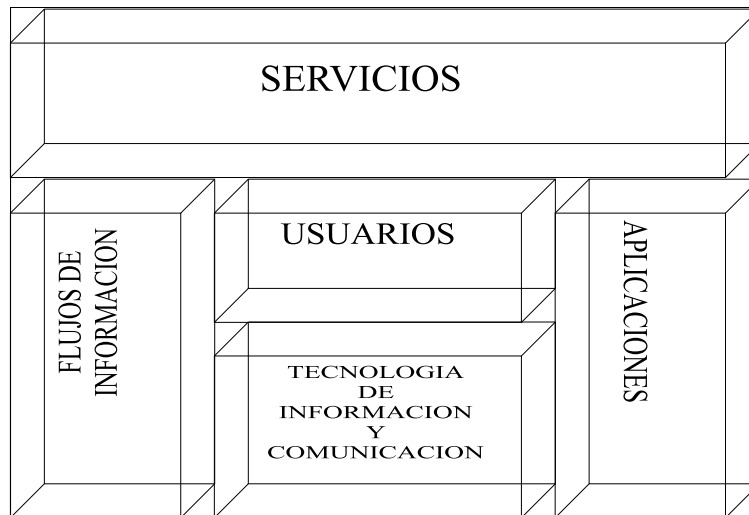 SERVICIOS
FLUJOS DE
INFORMACION
USUARIOS
TECNOLOGIA
DE
INFORMACION
Y
COMUNICACION
APLICACIONES